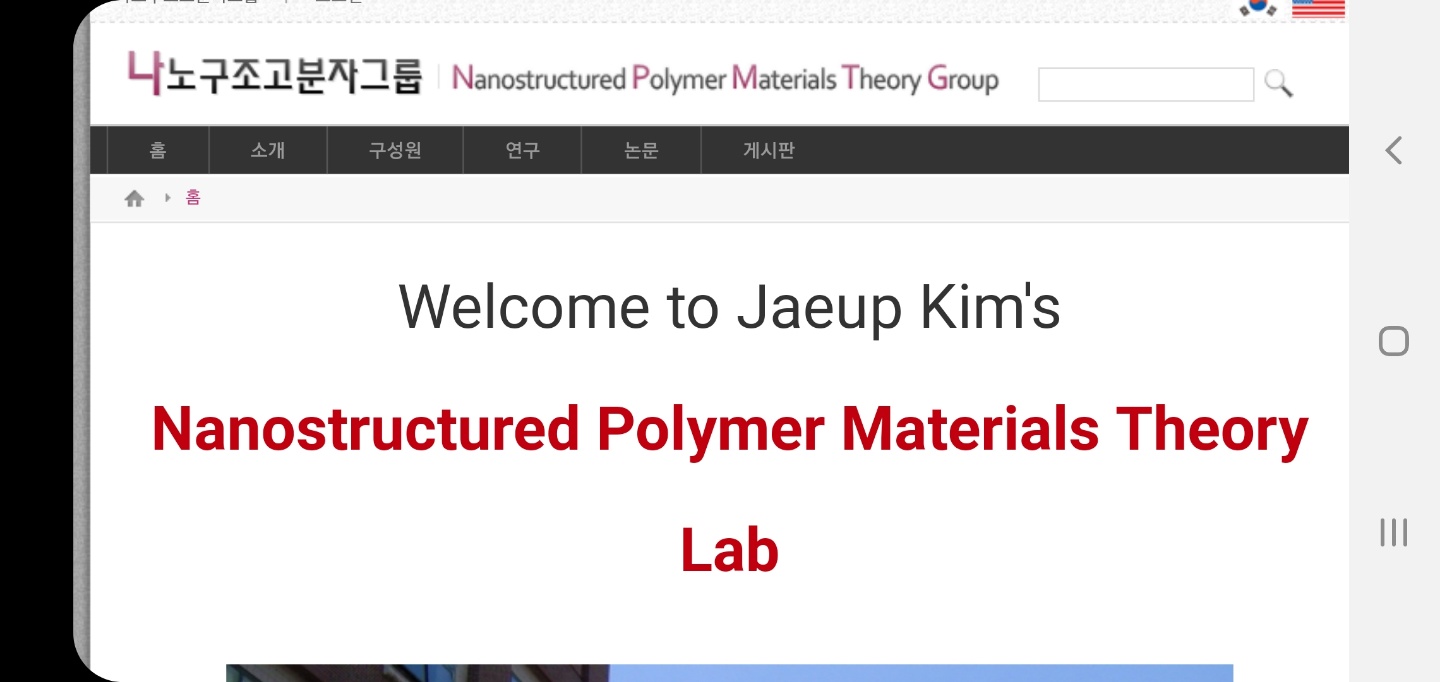 나노구조고분자그룹 Nanostructured Polymer Materials Theory Group
홈 소개 구성원 연구 논문 게시판
홈
Welcome to Jaeup Kim's
Nanostructured Polymer Materials Theory
Lab